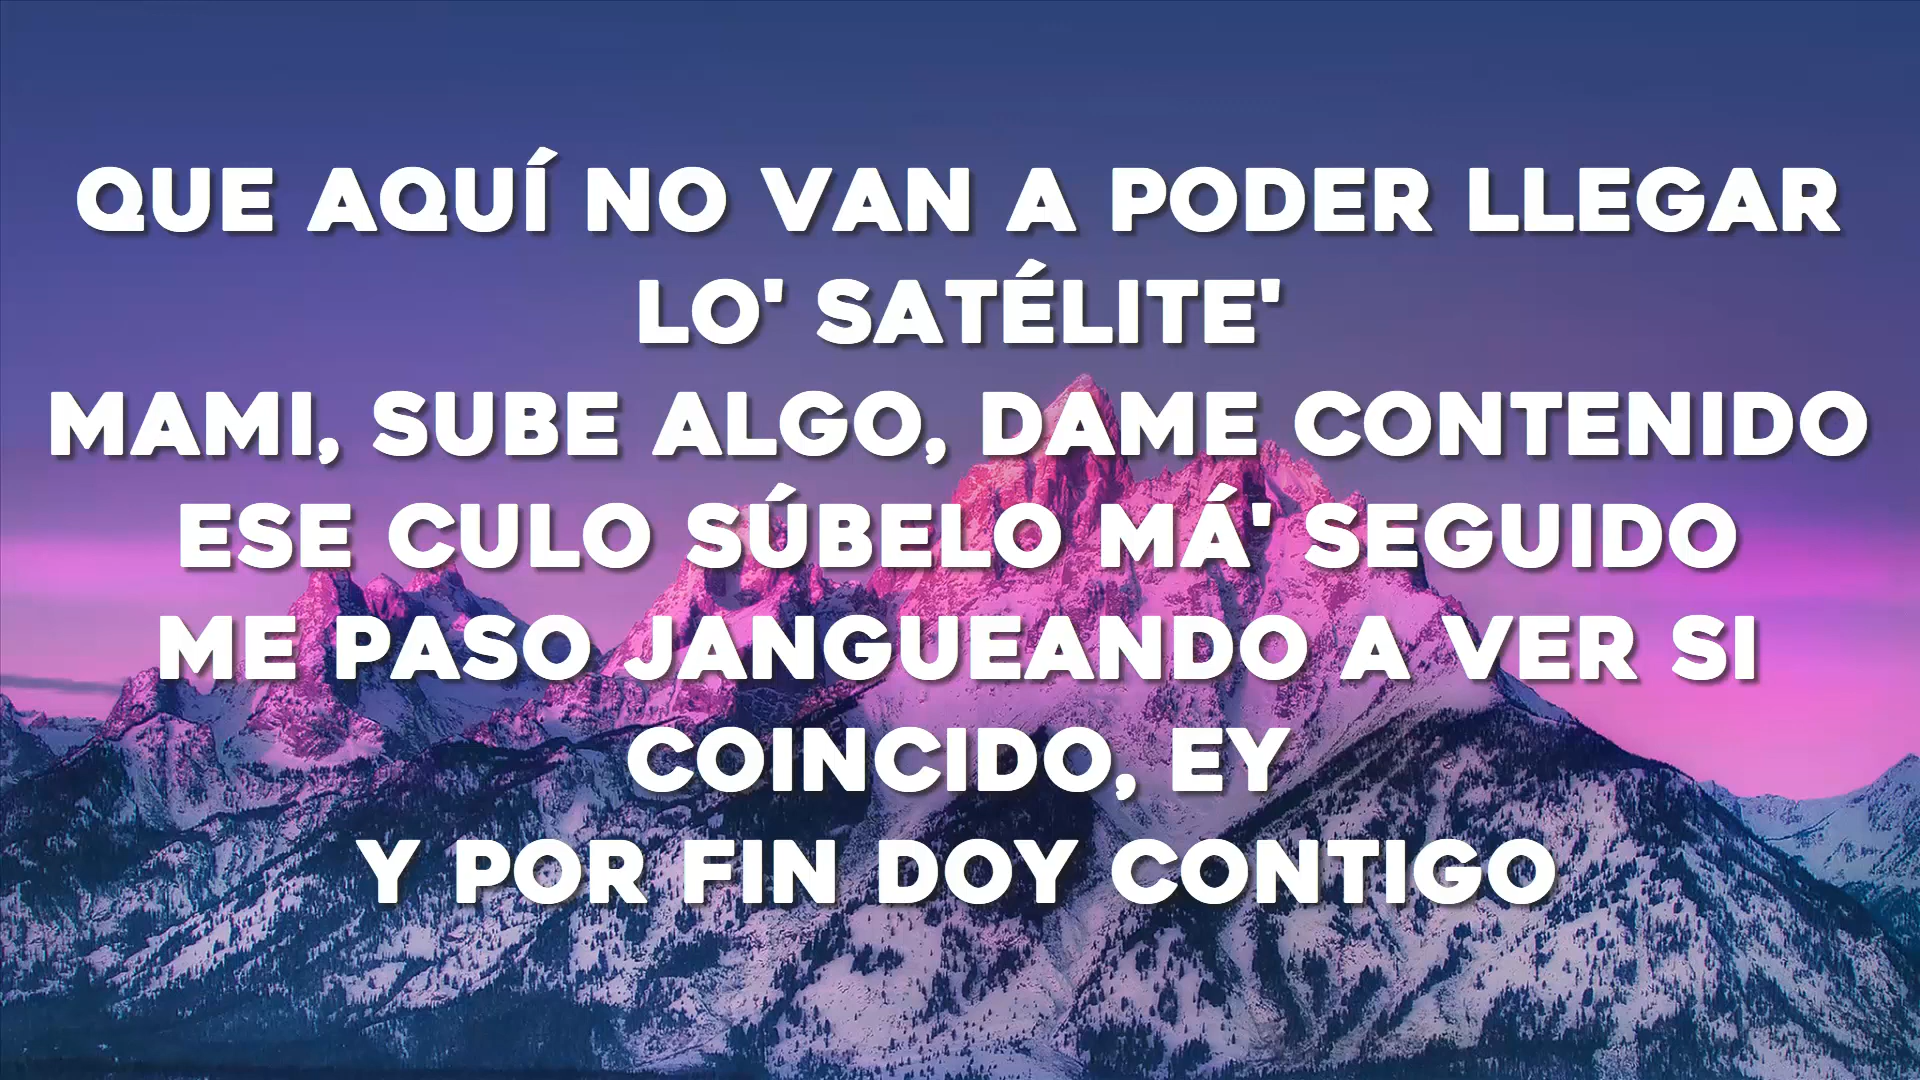 QUE AQUÍ NO VAN A PODER LLEGAR
LO' SATÉLITE'
MAMI, SUBE ALGO, DAME CONTENIDO
ESE CULO SÚBELO MÁ' SEGUIDO
ME PASO JANGUEANDO A VER SI
COINCIDO, EY
Y POR FIN DOY CONTIGO